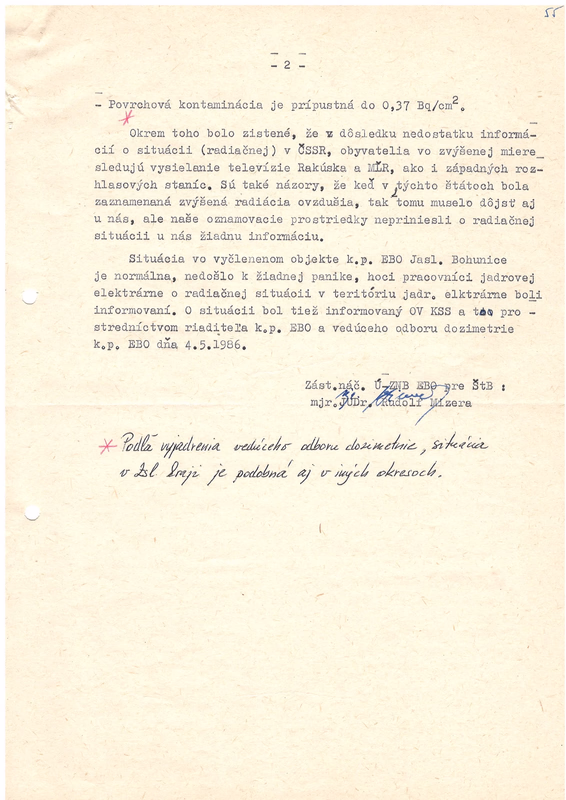 55
- 2 -
- Povrchová kontaminácia je prípustná do 0,37 Bq/cm².
*
Okrem toho bolo zistené, že v dôsledku nedostatku informá-
cií o situácii (radiačnej) v ČSSR, obyvatelia vo zvýšenej miere
sledujú vysielanie televízie Rakúska a MĽR, ako i západných roz-
hlasových staníc. Sú také názory, že keď v týchto štátoch bola
zaznamenaná zvýšená radiácia ovzdušia, tak k tomu muselo dôjsť aj
u nás, ale naše oznamovacie prostriedky nepriniesli o radiačnej
situácii u nás žiadnu informáciu.
Situácia vo vyčlenenom objekte k.p. EBO Jasl. Bohunice
je normálna, nedošlo k žiadnej panike, hoci pracovníci jadrovej
elektrárne o radiačnej situácii v teritóriu jadr. elktrárne boli
informovaní. O situácii bol tiež informovaný OV KSS a to pro -
stredníctvom riaditeľa k.p. EBO a vedúceho odboru dozimetrie
k.p. EBO dňa 4.5.1986.
Zást.náč. Ú-ZNB EBO pre ŠtB :
mjr.JUDr. Rudolf Mizera
* Podľa vyjadrenia vedúceho odboru dozimetrie, situácia
v Zsl kraji je podobná aj v iných okresoch.